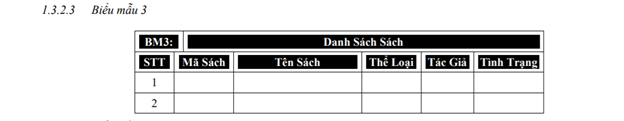 1.3.2.3 Biểu mẫu 3
BM3: Danh Sách Sách
STT Mã Sách Tên Sách Thể Loại Tác Giả Tình Trạng
1
2